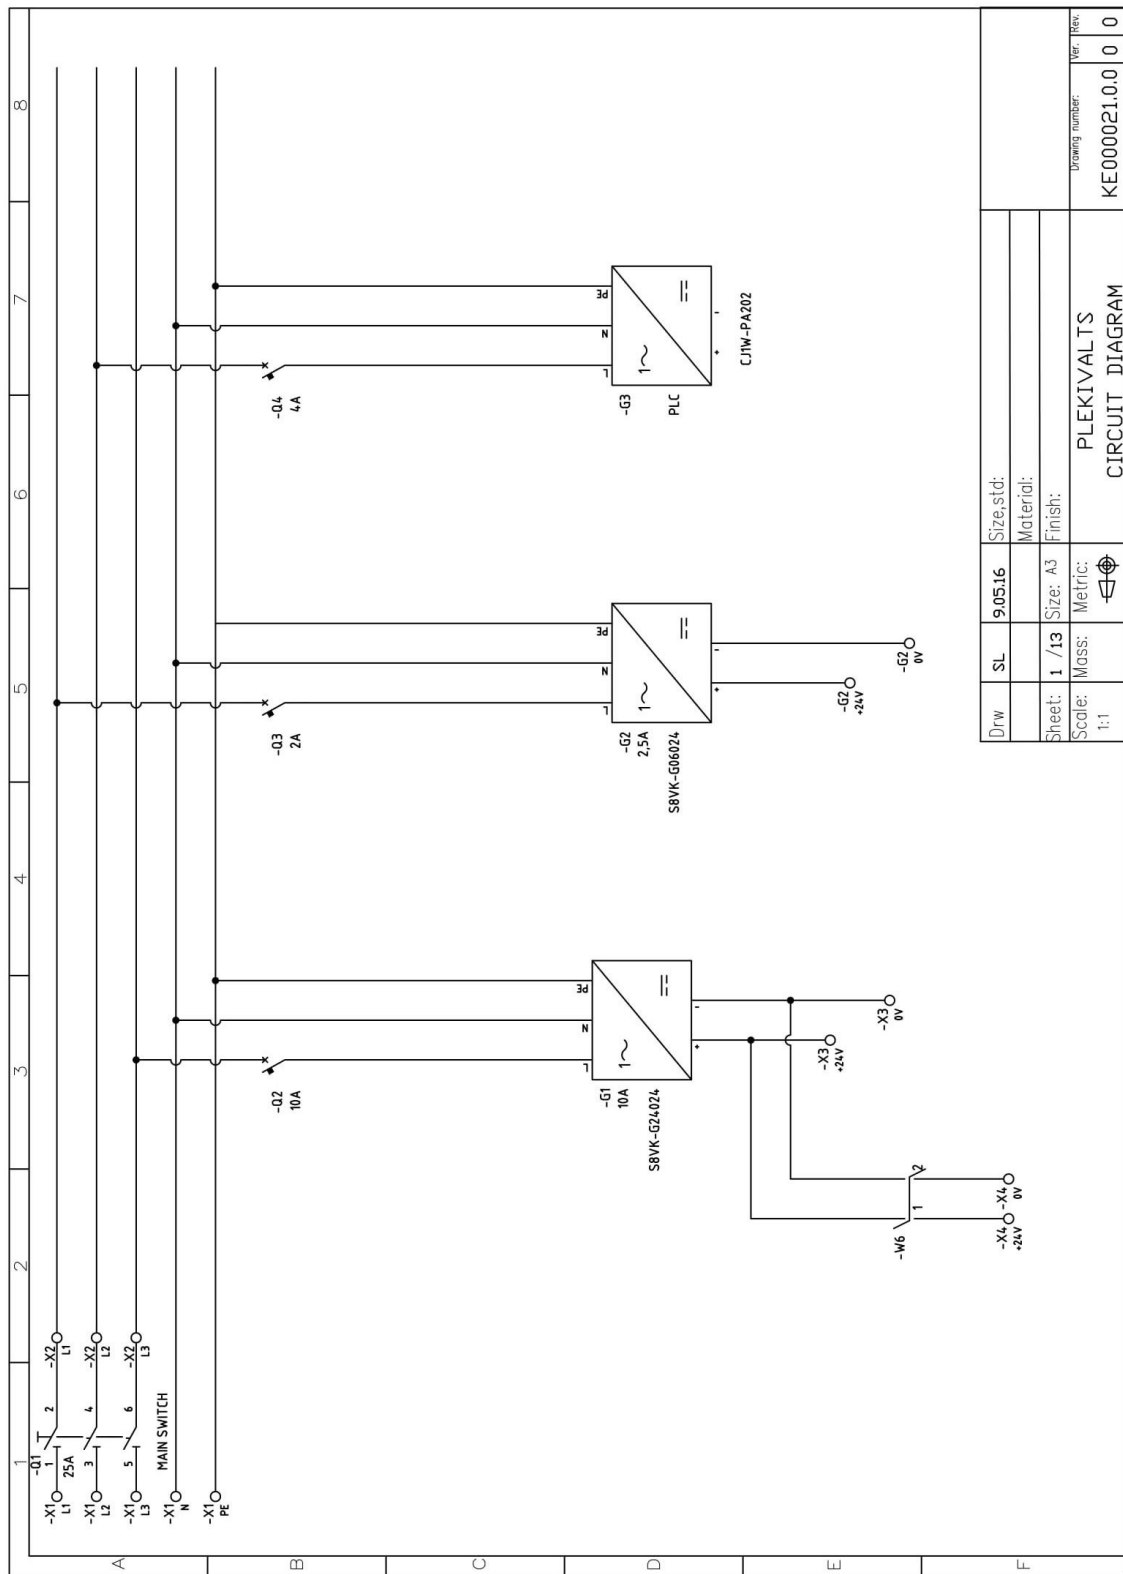 1 2 3 4 5 6 7 8
A
B
C
D
E
F
-Q1
25A
1 2
3 4
5 6
MAIN SWITCH
-X1 L1
-X1 L2
-X1 L3
-X1 N
-X1 PE
-X2 L1
-X2 L2
-X2 L3
-Q2
10A
-Q3
2A
-Q4
4A
L N PE
-G1
10A
1~
S8VK-G24024
+ -
L N PE
-G2
2,5A
1~
S8VK-G06024
+ -
L N PE
-G3
PLC
1~
CJ1W-PA202
+ -
-X3
+24V
-X3
0V
-G2
+24V
-G2
0V
-W6
1 2
-X4
+24V
-X4
0V
Drw SL 9.05.16 Size,std:
Material:
Sheet: 1 /13 Size: A3 Finish:
Scale: Mass: Metric:
1:1
PLEKIVALTS
CIRCUIT DIAGRAM
Drawing number: Ver. Rev.
KE000021.0.0 0 0